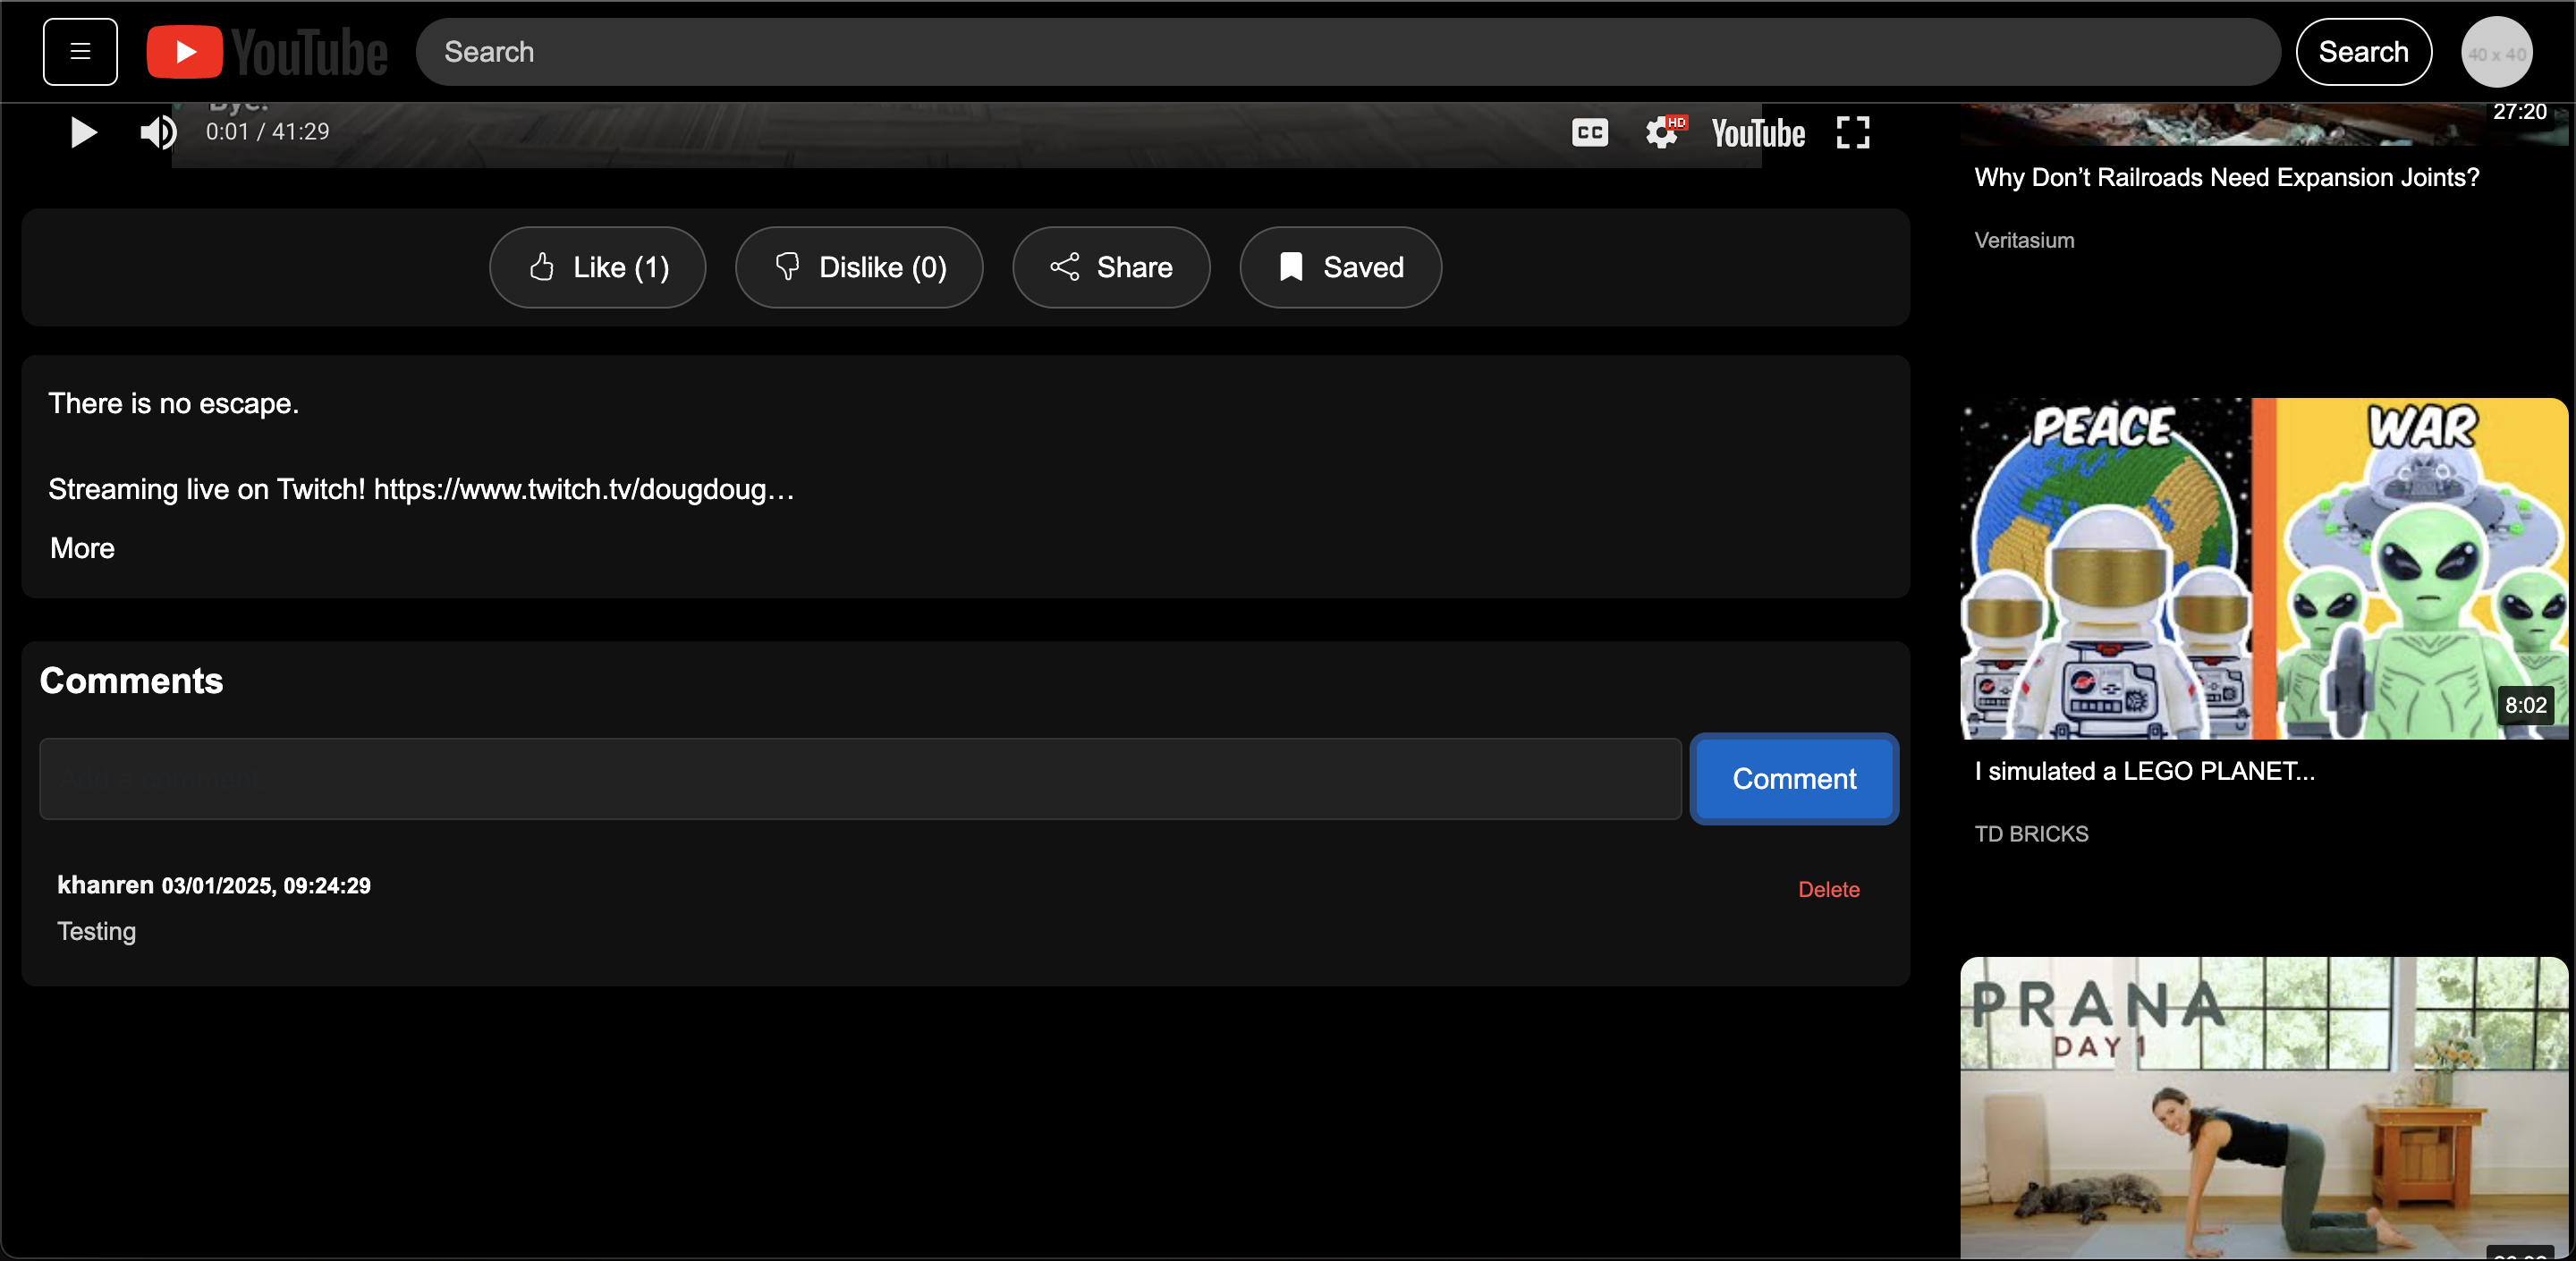 YouTube
Search
Search
40 x 40
Bye!
0:01 / 41:29
CC
HD
YouTube
27:20
Why Don’t Railroads Need Expansion Joints?
Veritasium
Like (1)
Dislike (0)
Share
Saved
There is no escape.
Streaming live on Twitch! https://www.twitch.tv/dougdoug…
More
Comments
Add a comment...
Comment
khanren 03/01/2025, 09:24:29
Delete
Testing
PEACE
WAR
8:02
I simulated a LEGO PLANET...
TD BRICKS
PRANA
DAY 1